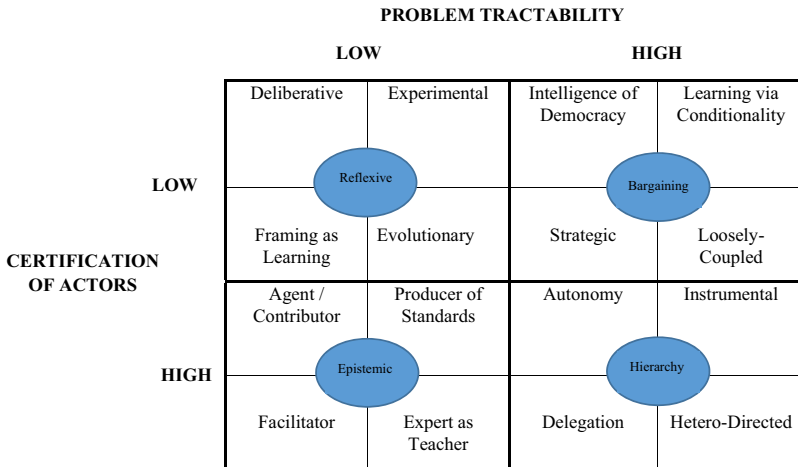 PROBLEM TRACTABILITY
LOW HIGH
Deliberative Experimental Intelligence of Learning via
Democracy Conditionality
LOW Reflexive Bargaining
Framing as Evolutionary Strategic Loosely-
Learning Coupled
CERTIFICATION
OF ACTORS
Agent / Producer of Autonomy Instrumental
Contributor Standards
HIGH Epistemic Hierarchy
Facilitator Expert as Delegation Hetero-Directed
Teacher